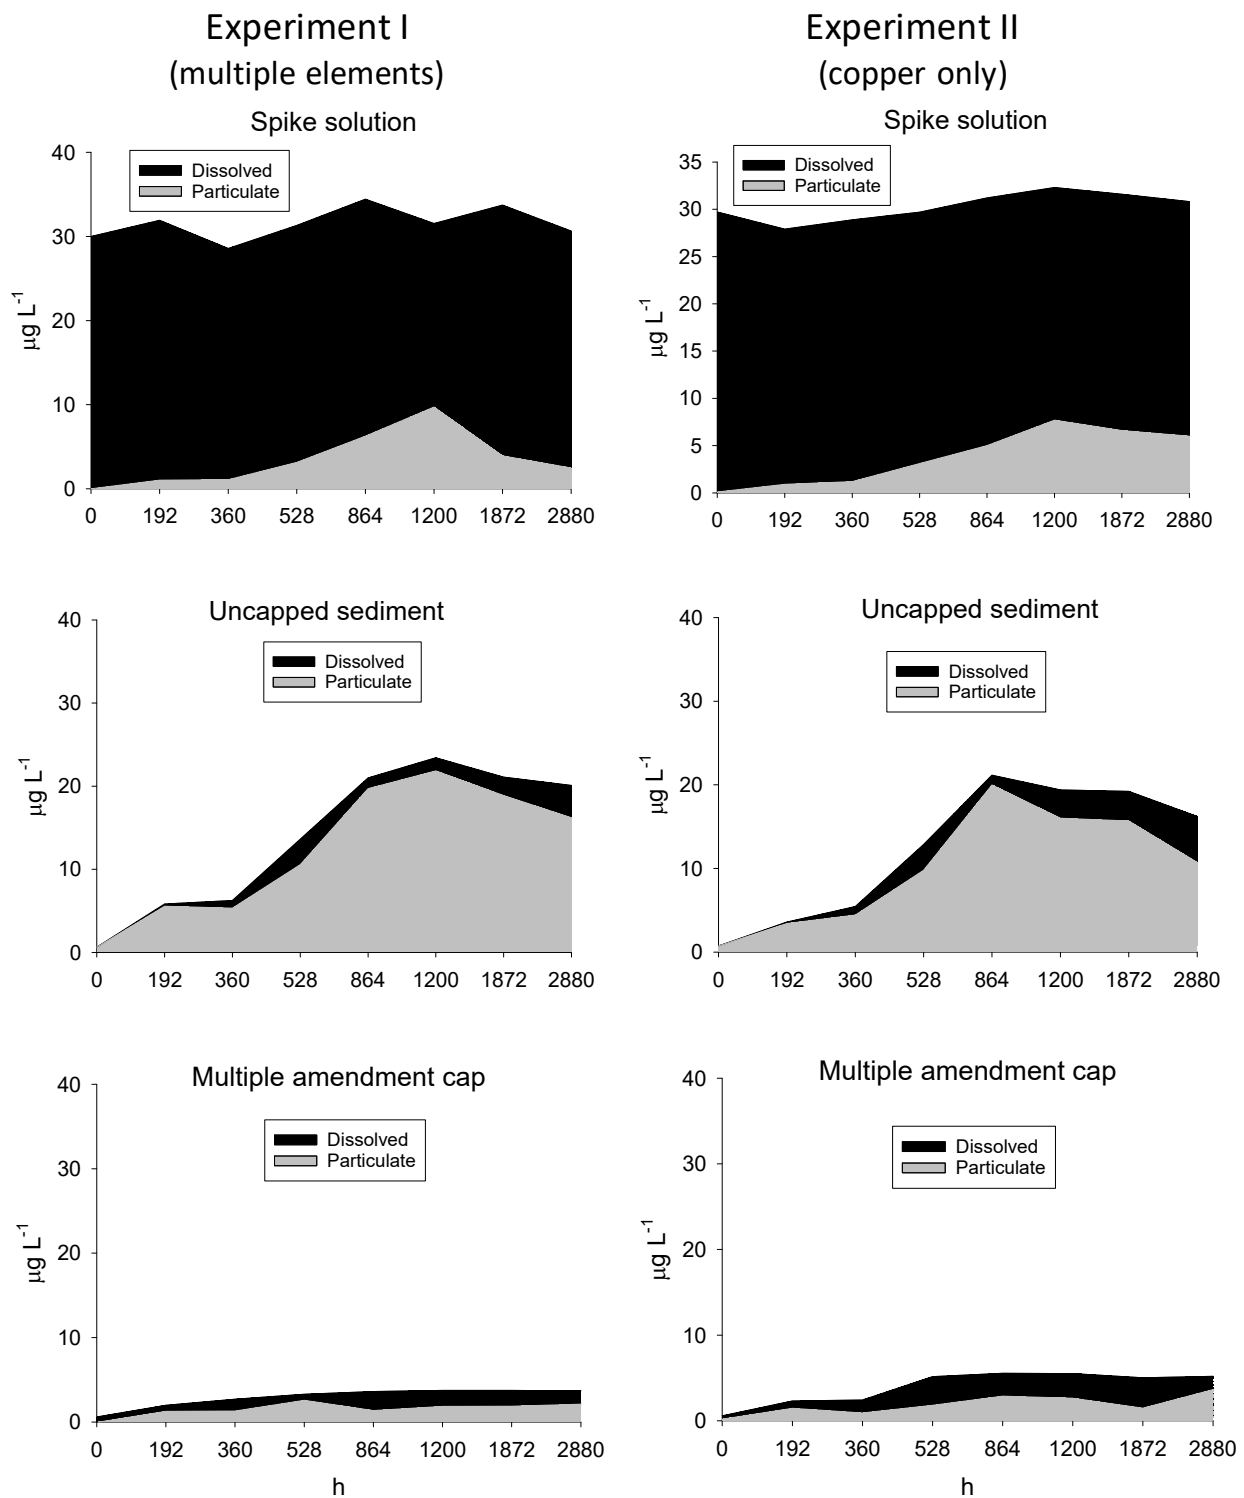 Experiment I
(multiple elements)
Experiment II
(copper only)
Spike solution
Dissolved
Particulate
µg L⁻¹
40
30
20
10
0
0 192 360 528 864 1200 1872 2880
Spike solution
Dissolved
Particulate
µg L⁻¹
35
30
25
20
15
10
5
0
0 192 360 528 864 1200 1872 2880
Uncapped sediment
Dissolved
Particulate
µg L⁻¹
40
30
20
10
0
0 192 360 528 864 1200 1872 2880
Uncapped sediment
Dissolved
Particulate
µg L⁻¹
40
30
20
10
0
0 192 360 528 864 1200 1872 2880
Multiple amendment cap
Dissolved
Particulate
µg L⁻¹
40
30
20
10
0
0 192 360 528 864 1200 1872 2880
h
Multiple amendment cap
Dissolved
Particulate
µg L⁻¹
40
30
20
10
0
0 192 360 528 864 1200 1872 2880
h